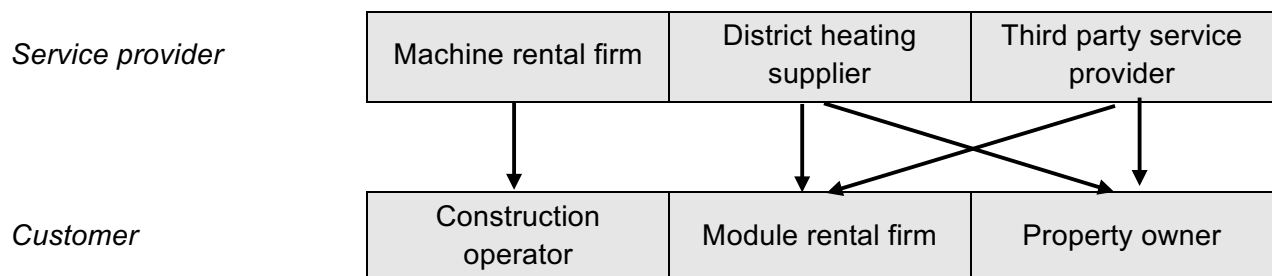 Service provider
Machine rental firm
District heating
supplier
Third party service
provider
Customer
Construction
operator
Module rental firm
Property owner